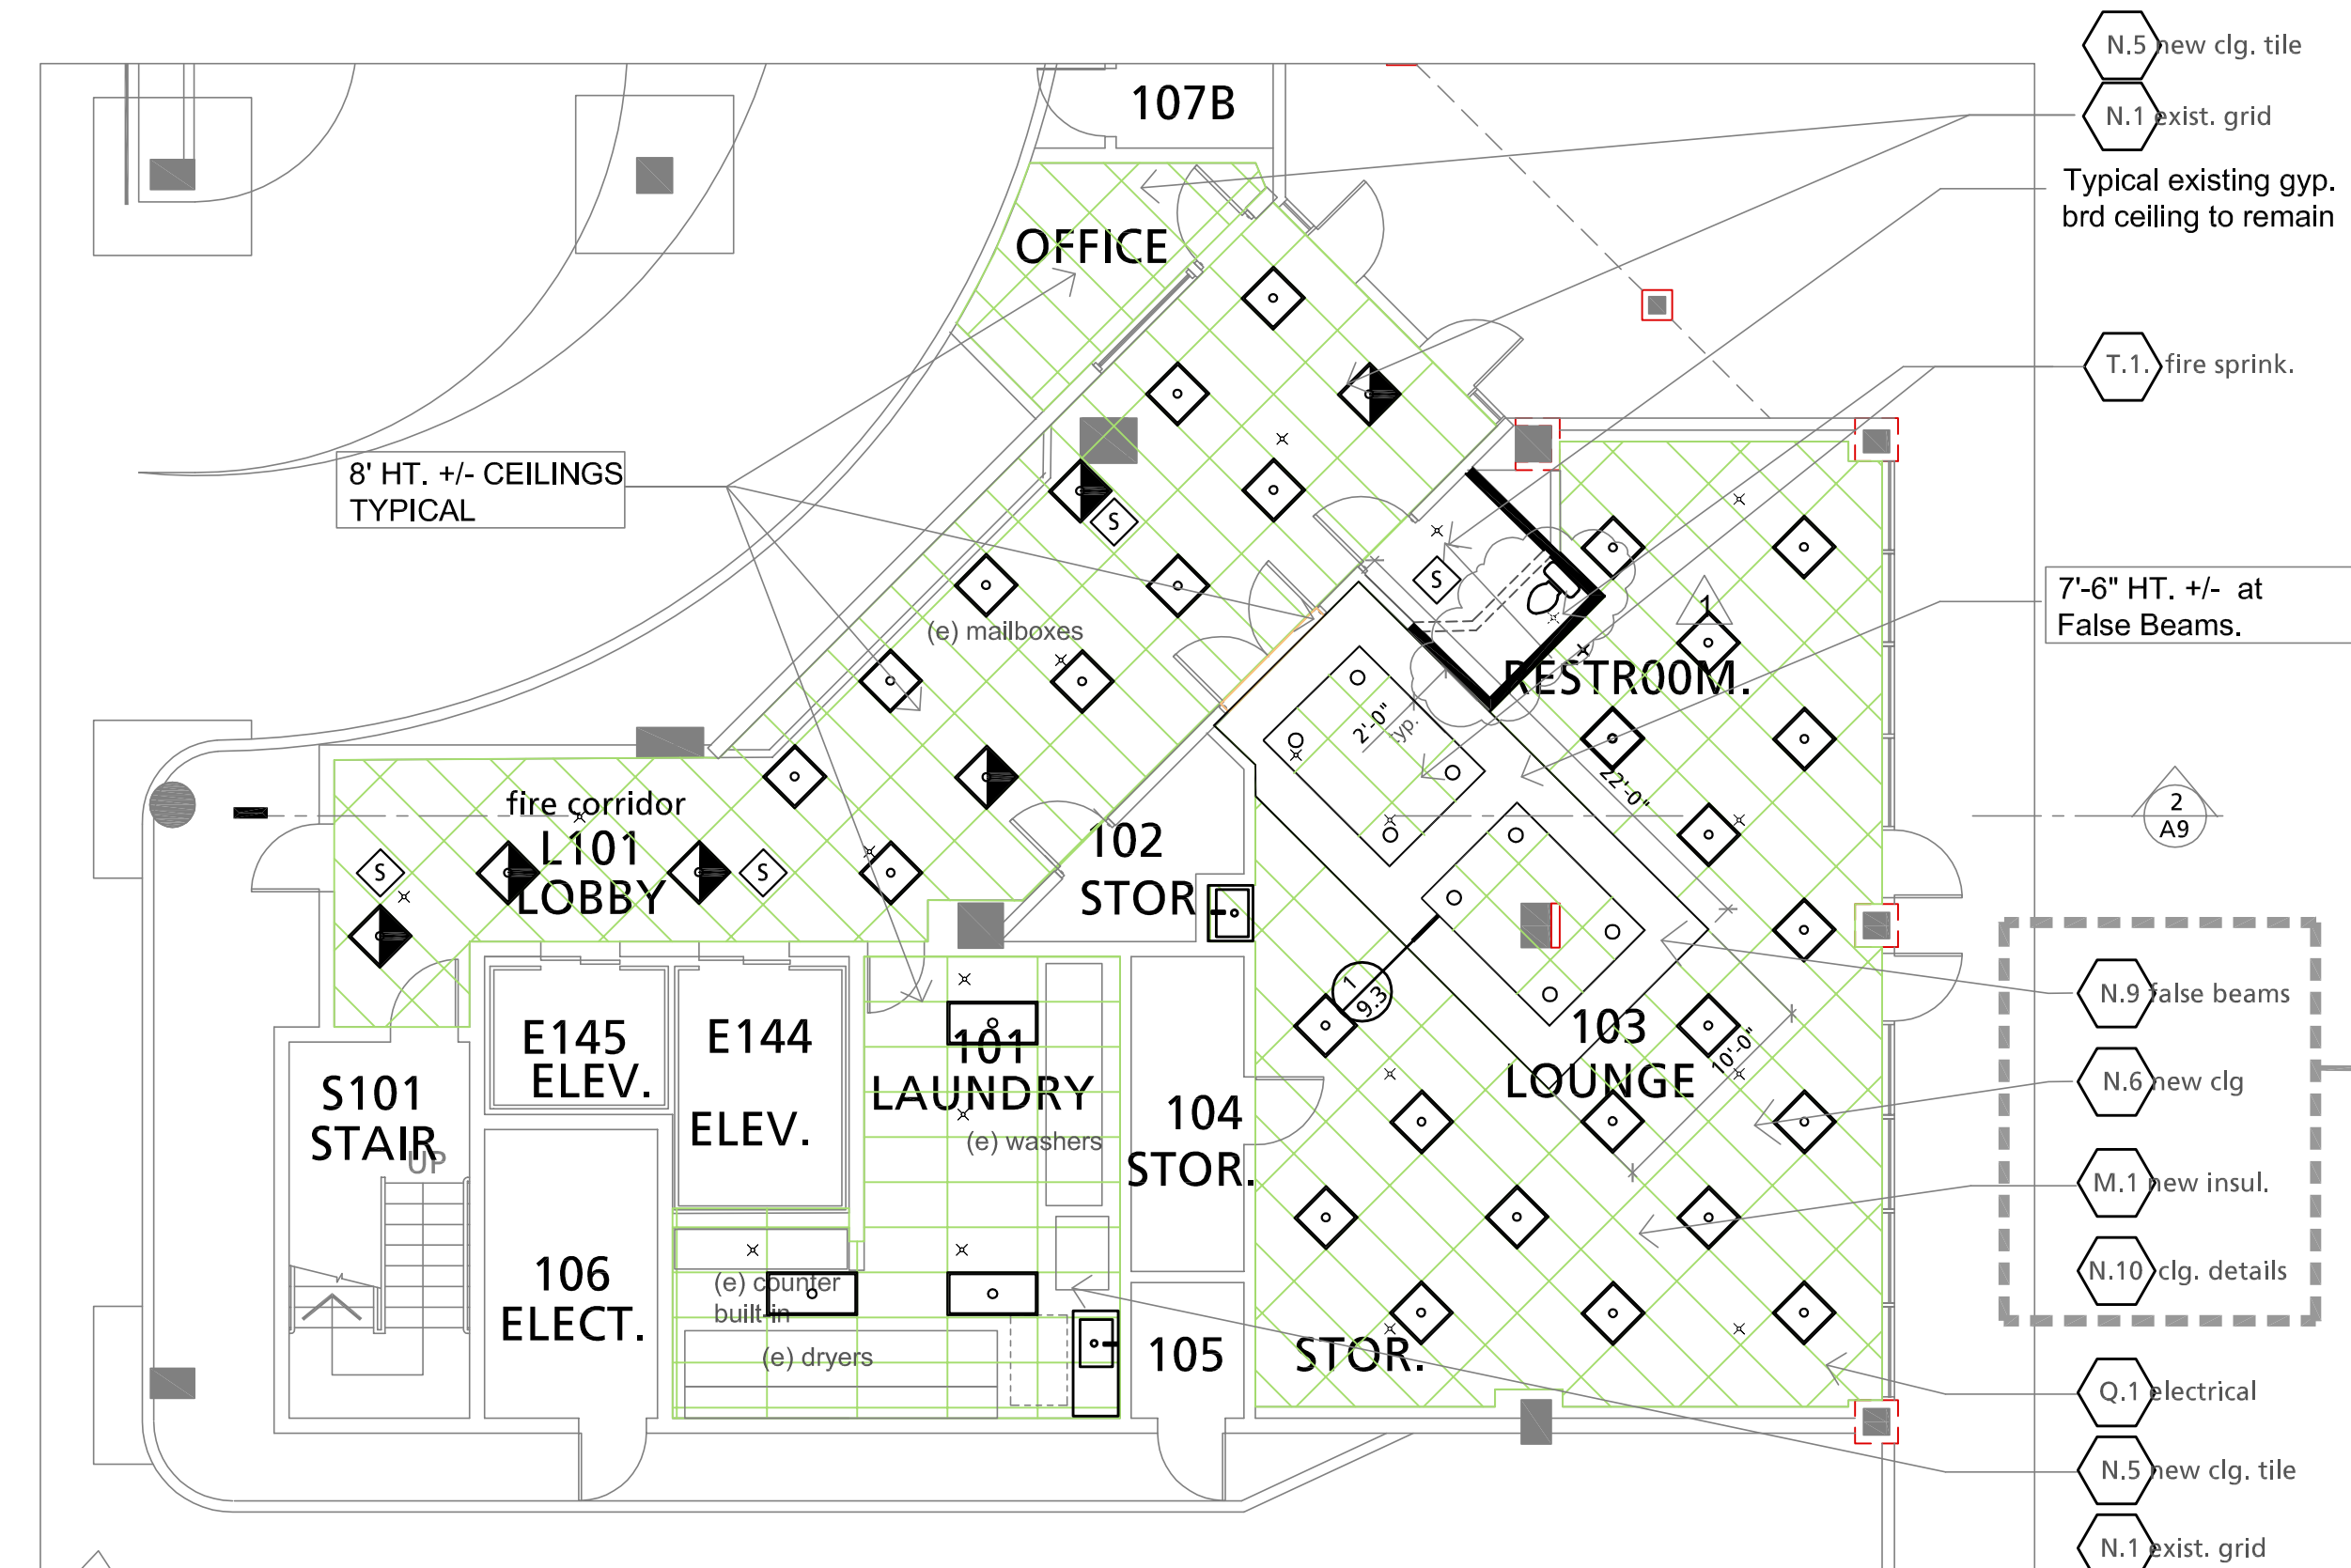 N.5 new clg. tile
107B
N.1 exist. grid
Typical existing gyp.
brd ceiling to remain
OFFICE
T.1. fire sprink.
8' HT. +/- CEILINGS
TYPICAL
S
S
7'-6" HT. +/- at
False Beams.
1
(e) mailboxes
RESTROOM.
2'-0"
typ.
22'-0"
2
A9
fire corridor
L101
LOBBY
S
S
102
STOR.
N.9 false beams
1
9.3
103
LOUNGE
10'-0"
E145
ELEV.
E144
ELEV.
101
LAUNDRY
(e) washers
N.6 new clg
S101
STAIR
UP
104
STOR.
M.1 new insul.
N.10 clg. details
106
ELECT.
(e) counter
built-in
(e) dryers
105
STOR.
Q.1 electrical
N.5 new clg. tile
N.1 exist. grid